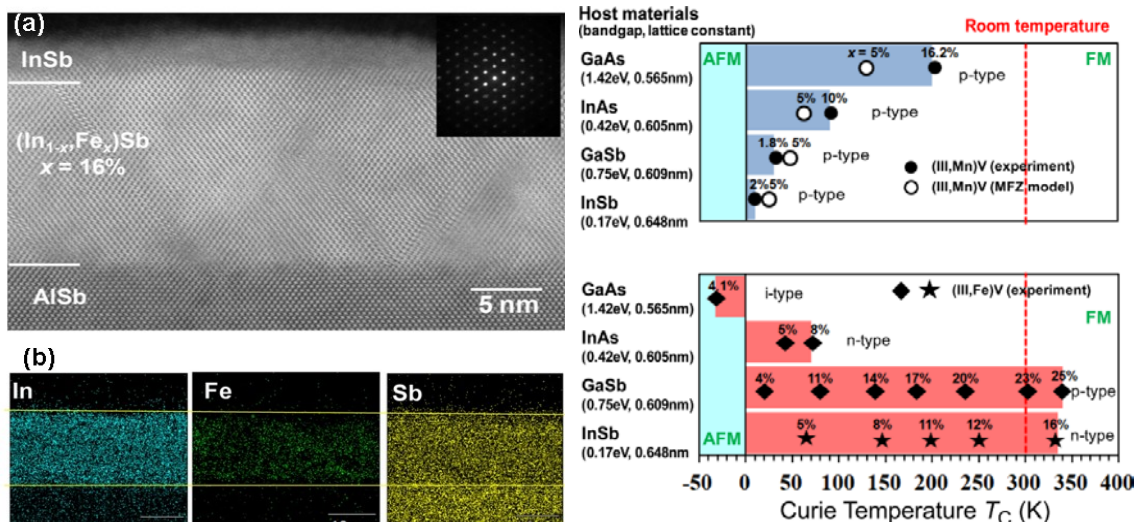 (a)
InSb
(In1-x,Fex)Sb
x = 16%
AlSb
5 nm
(b)
In
Fe
Sb
Host materials
(bandgap, lattice constant)
Room temperature
AFM
FM
GaAs
(1.42eV, 0.565nm)
x = 5%
16.2%
p-type
InAs
(0.42eV, 0.605nm)
5%
10%
p-type
GaSb
(0.75eV, 0.609nm)
1.8% 5%
p-type
InSb
(0.17eV, 0.648nm
2%5%
p-type
(III,Mn)V (experiment)
(III,Mn)V (MFZ model)
GaAs
(1.42eV, 0.565nm)
4.1%
i-type
(III,Fe)V (experiment)
FM
InAs
(0.42eV, 0.605nm)
5%
8%
n-type
GaSb
(0.75eV, 0.609nm)
4%
11%
14%
17%
20%
23%
25%
p-type
InSb
(0.17eV, 0.648nm
AFM
5%
8%
11%
12%
16%
n-type
-50 0 50 100 150 200 250 300 350 400
Curie Temperature TC (K)